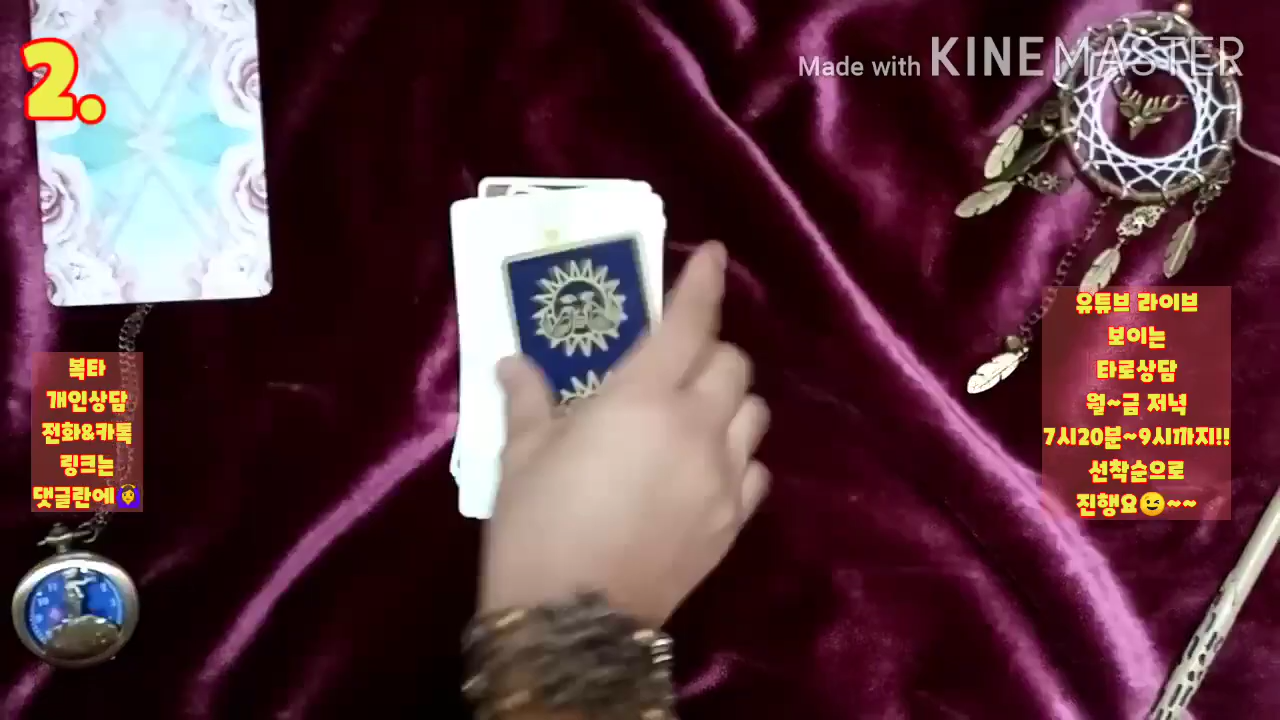 2.
Made with KINEMASTER
복타
개인상담
전화&카톡
링크는
댓글란에🙆‍♀️
유튜브 라이브
보이는
타로상담
월~금 저녁
7시20분~9시까지!!
선착순으로
진행요😉~~